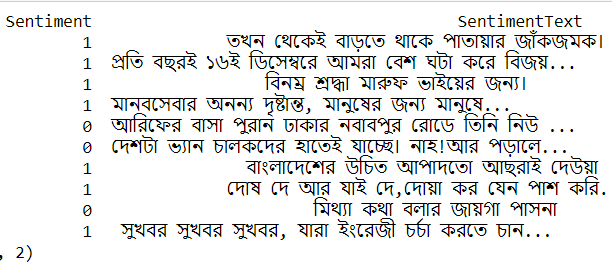 Sentiment SentimentText
1 তখন থেকেই বাড়তে থাকে পাতায়ার জাঁকজমক।
1 প্রতি বছরই ১৬ই ডিসেম্বরে আমরা বেশ ঘটা করে বিজয়...
1 বিনম্র শ্রদ্ধা মারুফ ভাইয়ের জন্য।
1 মানবসেবার অনন্য দৃষ্টান্ত, মানুষের জন্য মানুষে...
0 আরিফের বাসা পুরান ঢাকার নবাবপুর রোডে তিনি নিউ ...
0 দেশটা ভ্যান চালকদের হাতেই যাচ্ছে। নাহ!আর পড়ালে...
1 বাংলাদেশের উচিত আপাদতো আছরাই দেউয়া
1 দোষ দে আর যাই দে,দোয়া কর যেন পাশ করি.
0 মিথ্যা কথা বলার জায়গা পাসনা
1 সুখবর সুখবর সুখবর, যারা ইংরেজী চর্চা করতে চান...
, 2)